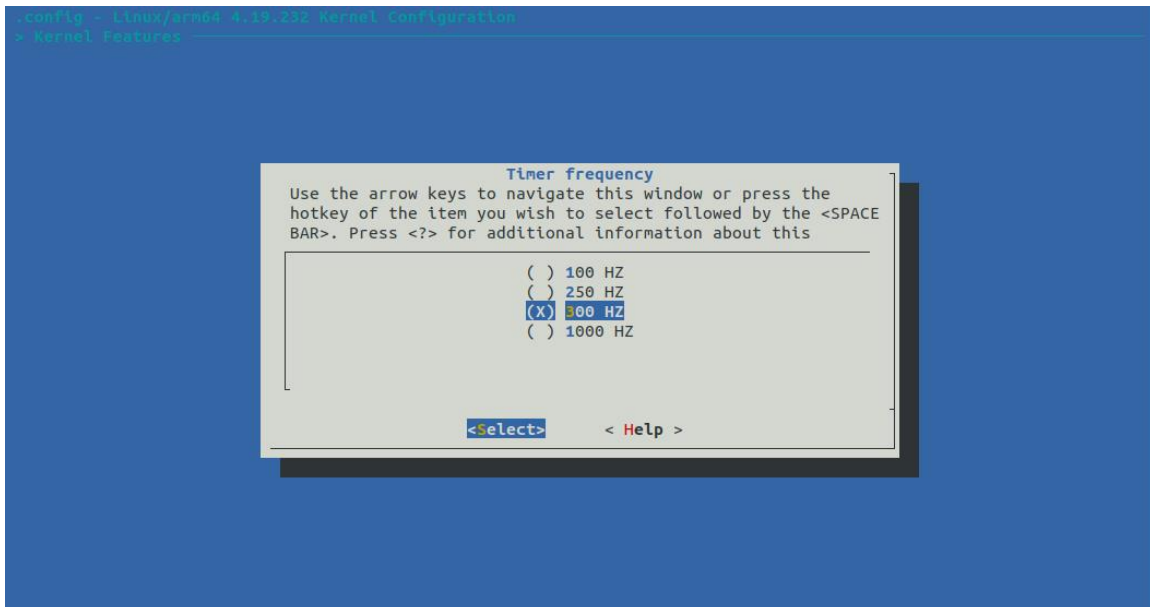 .config - Linux/arm64 4.19.232 Kernel Configuration
> Kernel Features
Timer frequency
Use the arrow keys to navigate this window or press the
hotkey of the item you wish to select followed by the <SPACE
BAR>. Press <?> for additional information about this
( ) 100 HZ
( ) 250 HZ
(X) 300 HZ
( ) 1000 HZ
<Select> < Help >